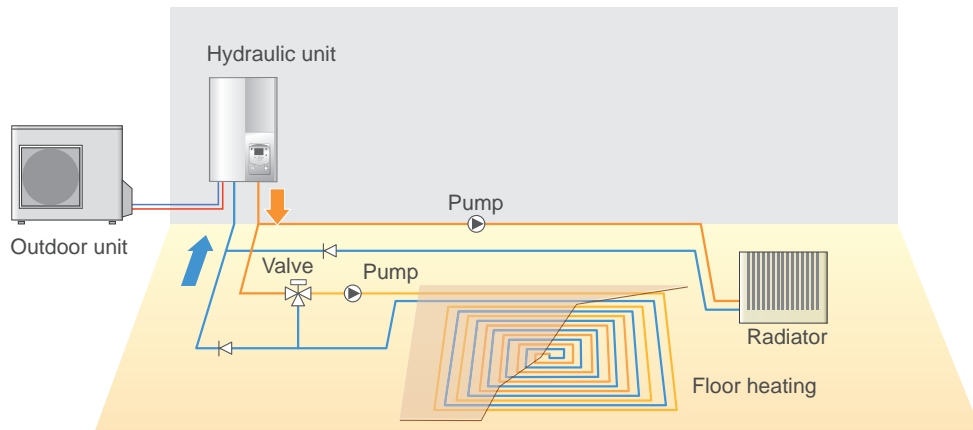 Hydraulic unit
Outdoor unit
Pump
Valve
Pump
Radiator
Floor heating